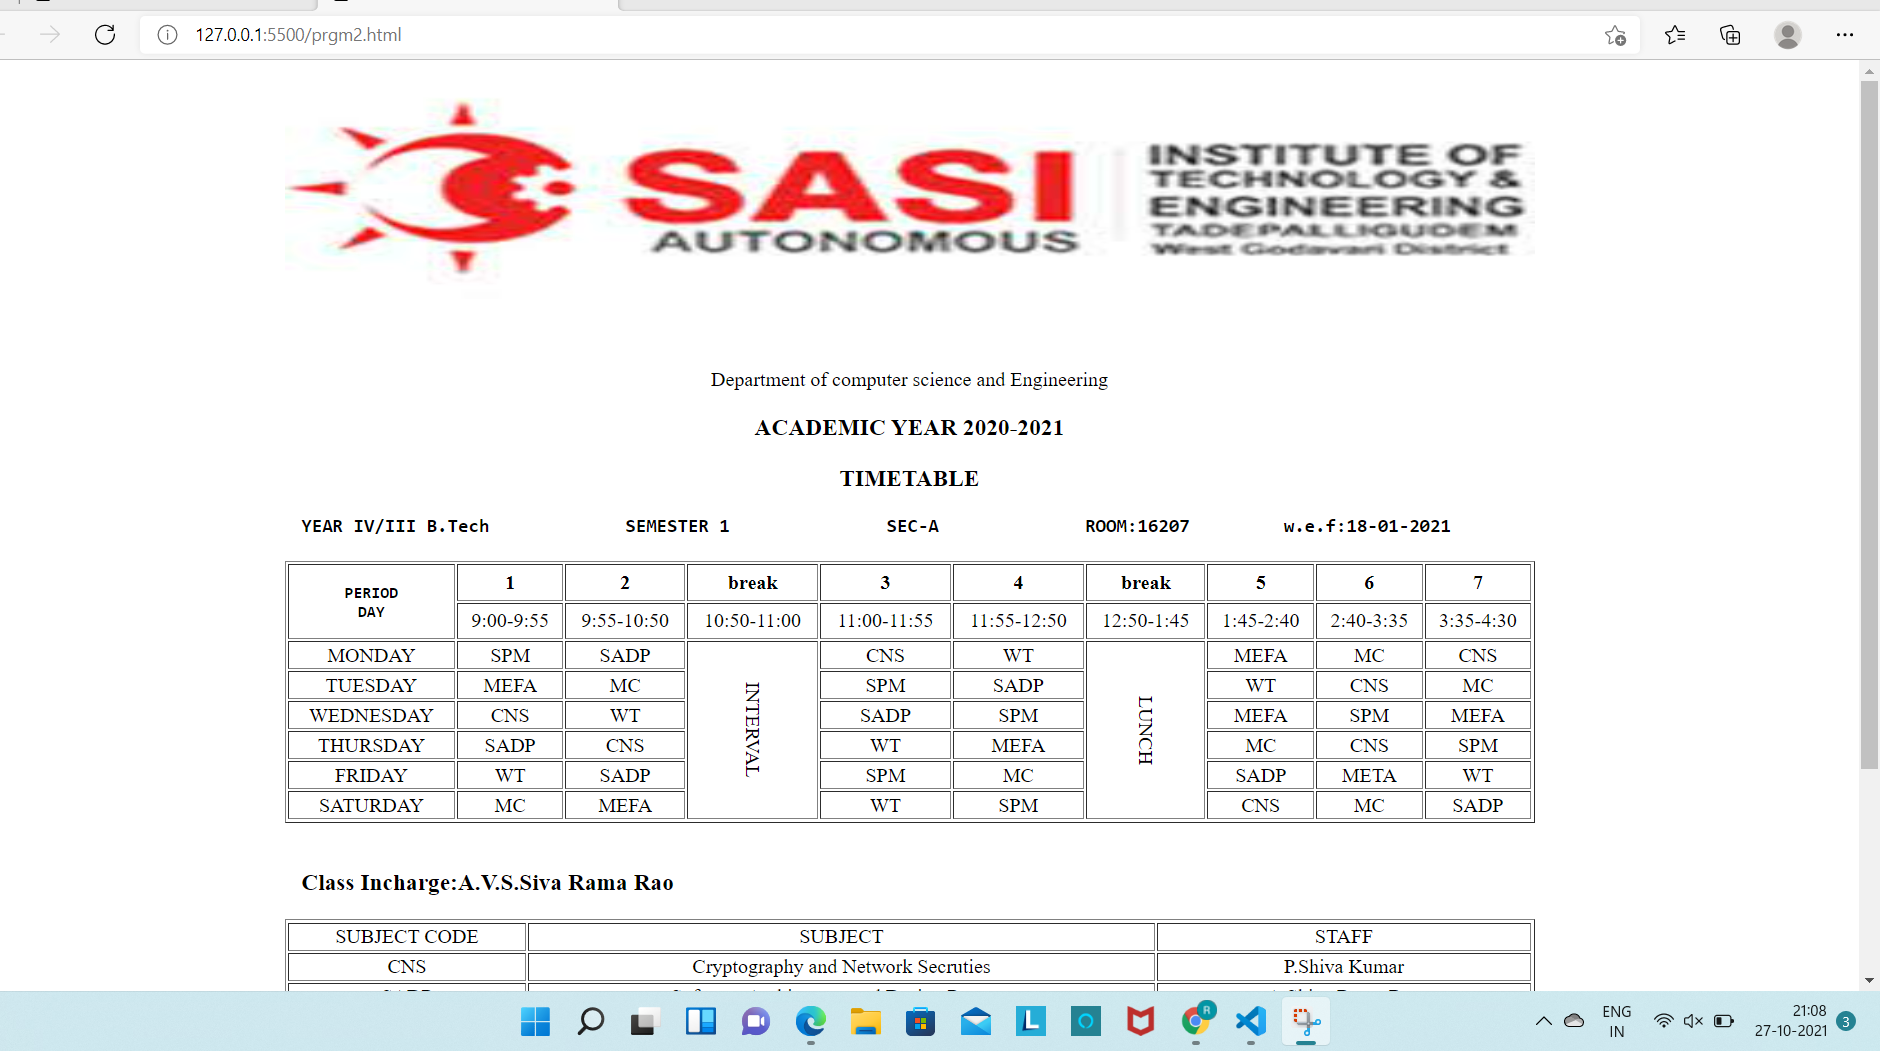 127.0.0.1:5500/prgm2.html
SASI
AUTONOMOUS
INSTITUTE OF
TECHNOLOGY &
ENGINEERING
TADEPALLIGUDEM
West Godavari District
Department of computer science and Engineering
ACADEMIC YEAR 2020-2021
TIMETABLE
YEAR IV/III B.Tech SEMESTER 1 SEC-A ROOM:16207 w.e.f:18-01-2021
PERIOD DAY 1 2 break 3 4 break 5 6 7
9:00-9:55 9:55-10:50 10:50-11:00 11:00-11:55 11:55-12:50 12:50-1:45 1:45-2:40 2:40-3:35 3:35-4:30
MONDAY SPM SADP INTERVAL CNS WT LUNCH MEFA MC CNS
TUESDAY MEFA MC SPM SADP WT CNS MC
WEDNESDAY CNS WT SADP SPM MEFA SPM MEFA
THURSDAY SADP CNS WT MEFA MC CNS SPM
FRIDAY WT SADP SPM MC SADP META WT
SATURDAY MC MEFA WT SPM CNS MC SADP
Class Incharge:A.V.S.Siva Rama Rao
SUBJECT CODE SUBJECT STAFF
CNS Cryptography and Network Secruties P.Shiva Kumar
R
L
ENG
IN
21:08
27-10-2021
3